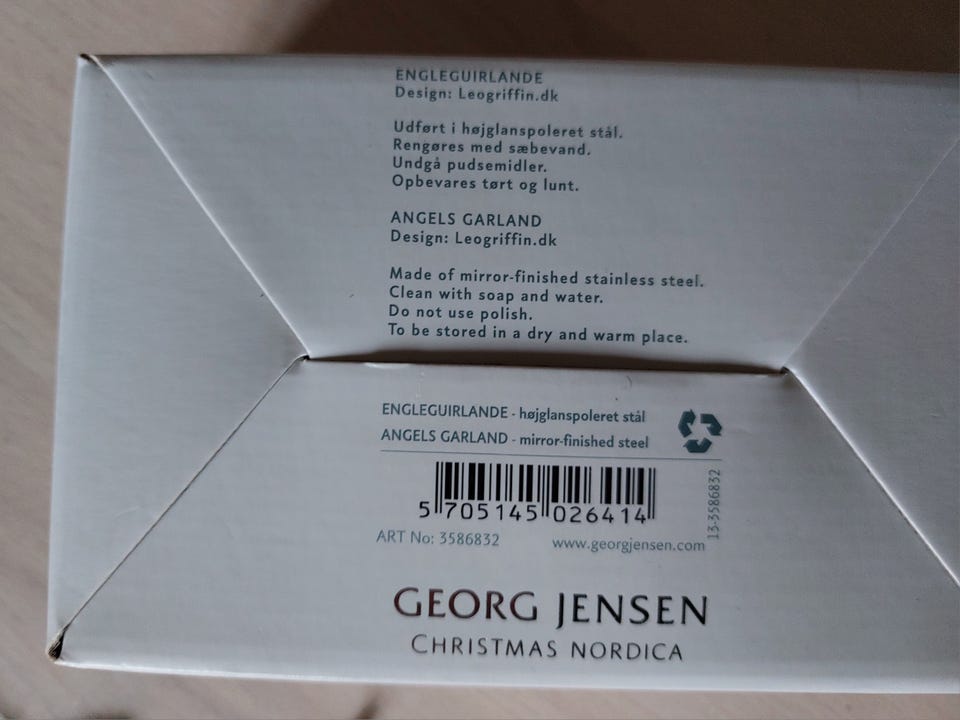 ENGLEGUIRLANDE
Design: Leogriffin.dk
Udført i højglanspoleret stål.
Rengøres med sæbevand.
Undgå pudsemidler.
Opbevares tørt og lunt.
ANGELS GARLAND
Design: Leogriffin.dk
Made of mirror-finished stainless steel.
Clean with soap and water.
Do not use polish.
To be stored in a dry and warm place.
ENGLEGUIRLANDE - højglanspoleret stål
ANGELS GARLAND - mirror-finished steel
5 705145 026414
13-3586832
ART No: 3586832
www.georgjensen.com
GEORG JENSEN
CHRISTMAS NORDICA